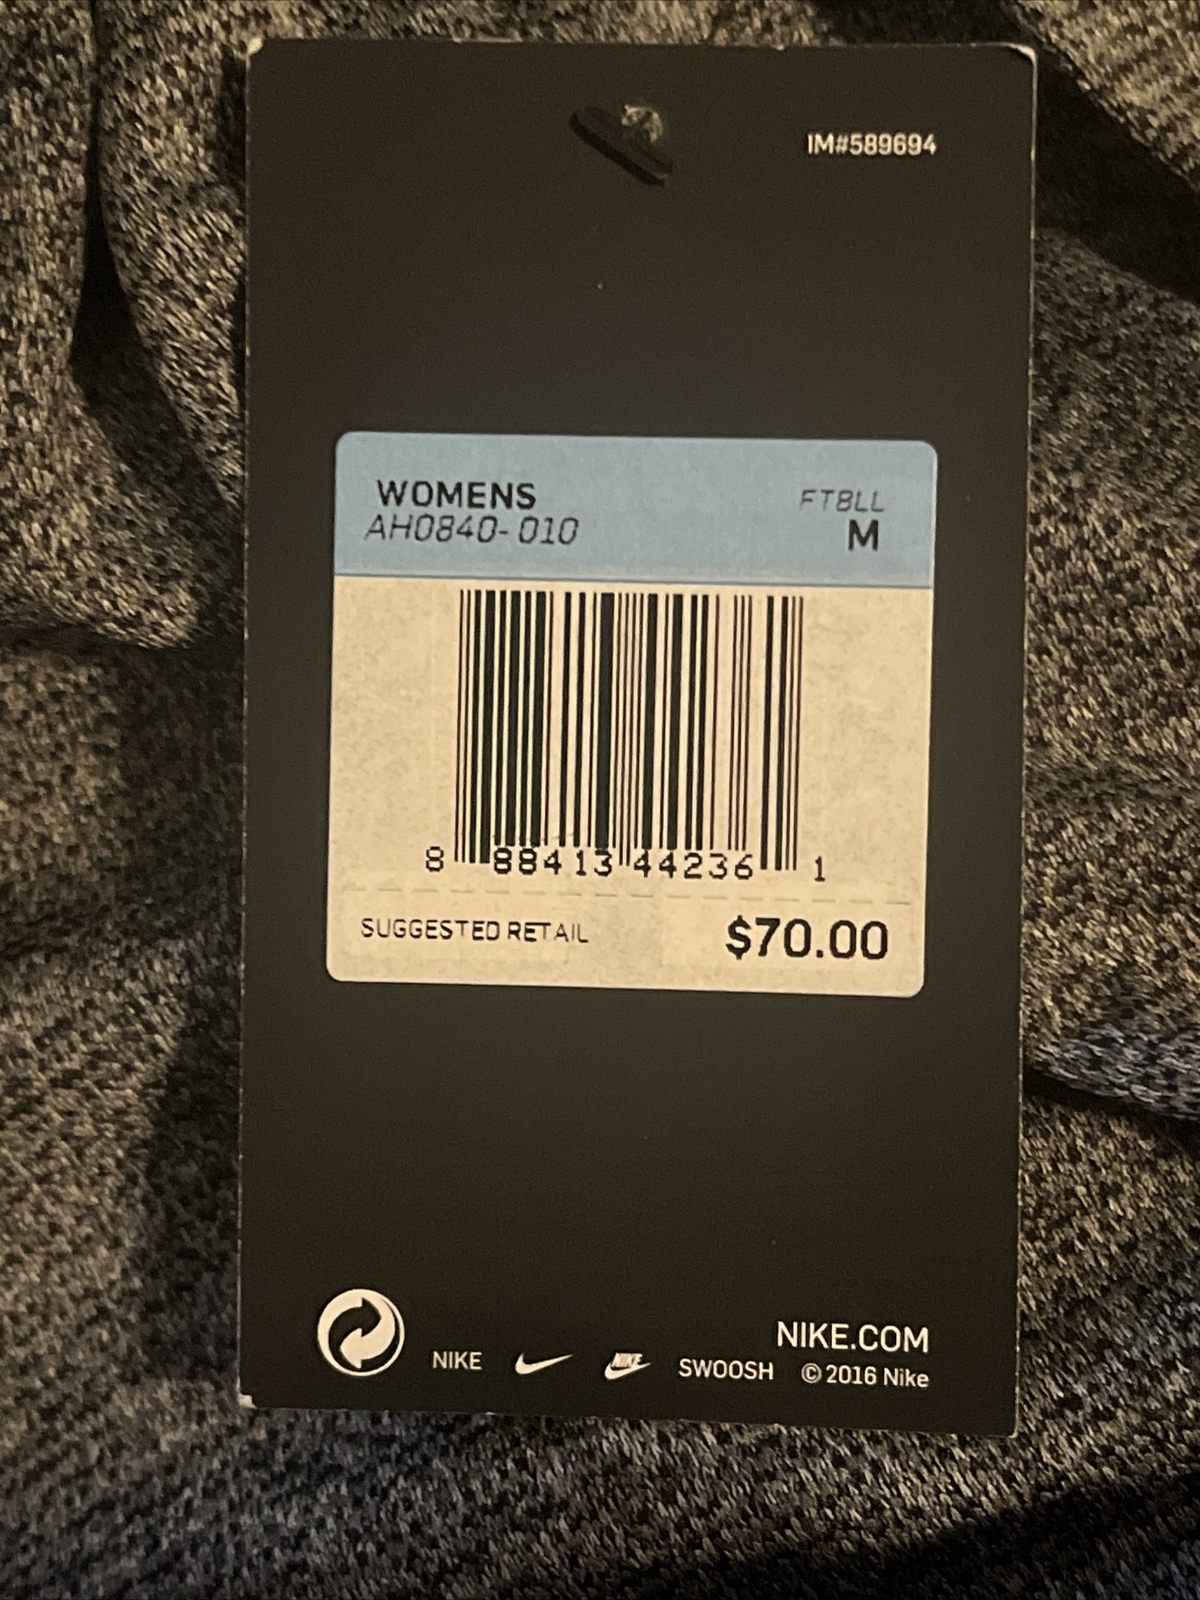 IM#589694
WOMENS FTBLL
AH0840-010 M
8 88413 44236 1
SUGGESTED RETAIL $70.00
NIKE.COM
NIKE NIKE SWOOSH © 2016 Nike